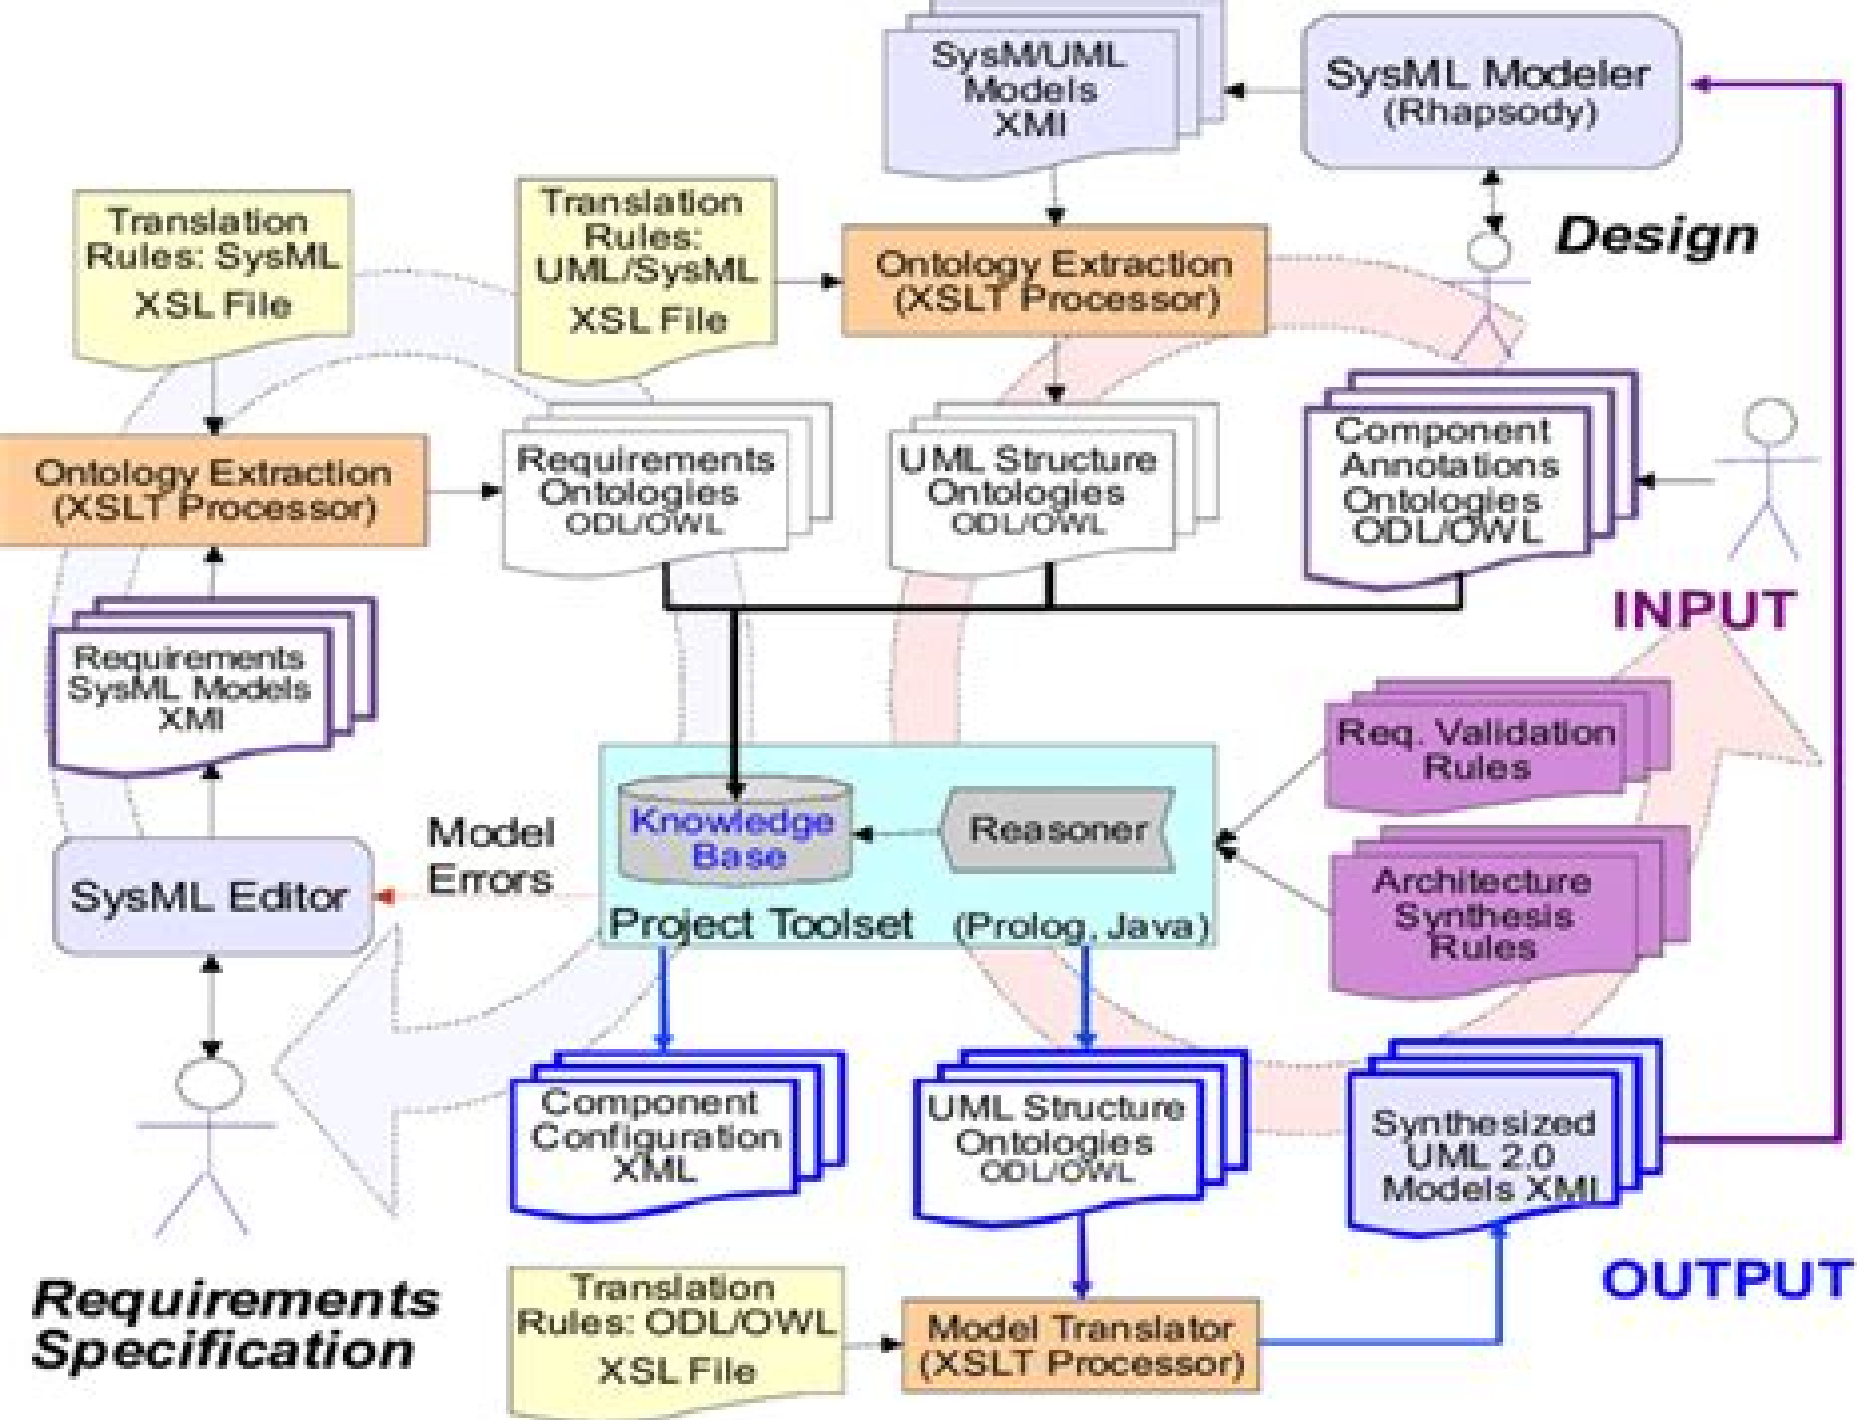 SysM/UML
Models
XMI
SysML Modeler
(Rhapsody)
Translation
Rules: SysML
XSL File
Translation
Rules:
UML/SysML
XSL File
Ontology Extraction
(XSLT Processor)
Design
Ontology Extraction
(XSLT Processor)
Requirements
Ontologies
ODL/OWL
UML Structure
Ontologies
ODL/OWL
Component
Annotations
Ontologies
ODL/OWL
INPUT
Requirements
SysML Models
XMI
Req. Validation
Rules
Model
Errors
Knowledge
Base
Reasoner
SysML Editor
Project Toolset (Prolog, Java)
Architecture
Synthesis
Rules
Component
Configuration
XML
UML Structure
Ontologies
ODL/OWL
Synthesized
UML 2.0
Models XMI
OUTPUT
Requirements
Specification
Translation
Rules: ODL/OWL
XSL File
Model Translator
(XSLT Processor)